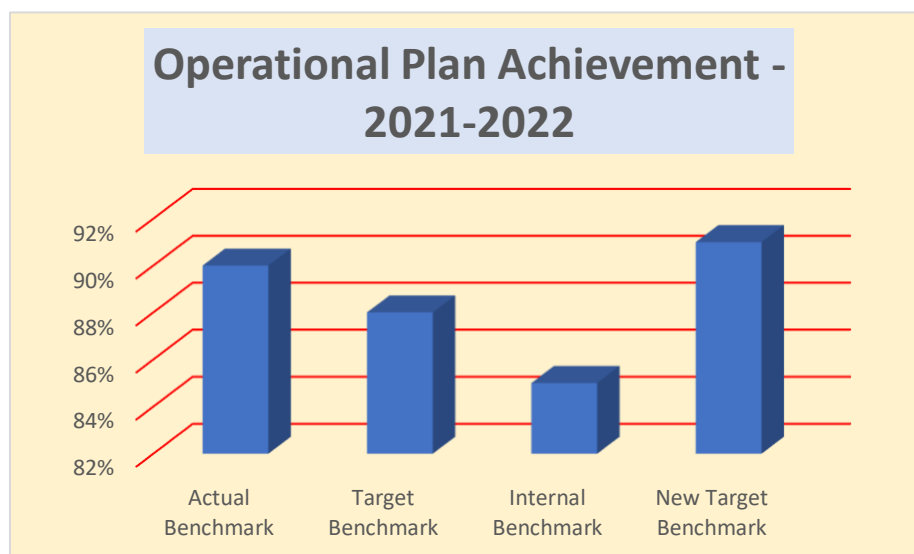 Operational Plan Achievement -
2021-2022
92%
90%
88%
86%
84%
82%
Actual
Benchmark
Target
Benchmark
Internal
Benchmark
New Target
Benchmark